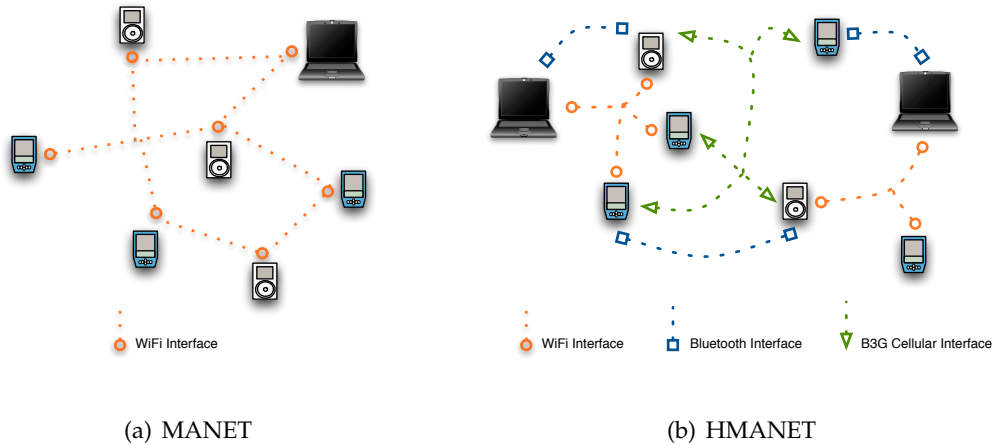 WiFi Interface
WiFi Interface
Bluetooth Interface
B3G Cellular Interface
(a) MANET
(b) HMANET